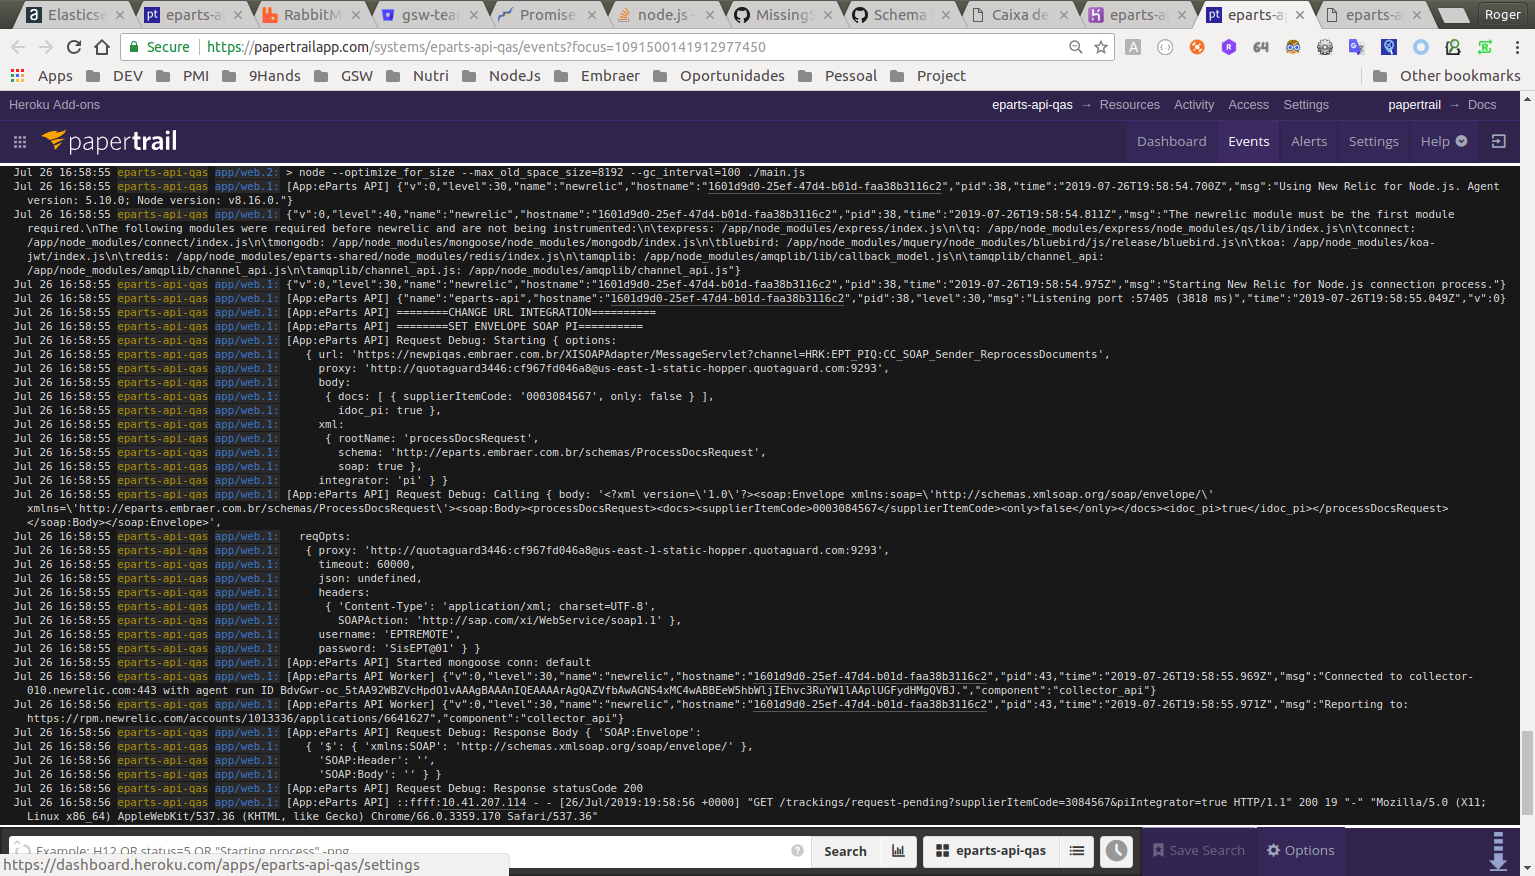 Elasticse
eparts-a
RabbitM
gsw-tea
Promise
node.js -
MissingS
Schema
Caixa de
eparts-a
eparts-a
eparts-a
Roger
Secure
https://papertrailapp.com/systems/eparts-api-qas/events?focus=1091500141912977450
Apps DEV PMI 9Hands GSW Nutri NodeJs Embraer Oportunidades Pessoal Project Other bookmarks
Heroku Add-ons eparts-api-qas → Resources Activity Access Settings papertrail → Docs
papertrail Dashboard Events Alerts Settings Help
Jul 26 16:58:55 eparts-api-qas app/web.2: > node --optimize_for_size --max_old_space_size=8192 --gc_interval=100 ./main.js
Jul 26 16:58:55 eparts-api-qas app/web.1: [App:eParts API] {"v":0,"level":30,"name":"newrelic","hostname":"1601d9d0-25ef-47d4-b01d-faa38b3116c2","pid":38,"time":"2019-07-26T19:58:54.700Z","msg":"Using New Relic for Node.js. Agent
version: 5.10.0; Node version: v8.16.0."}
Jul 26 16:58:55 eparts-api-qas app/web.1: {"v":0,"level":40,"name":"newrelic","hostname":"1601d9d0-25ef-47d4-b01d-faa38b3116c2","pid":38,"time":"2019-07-26T19:58:54.811Z","msg":"The newrelic module must be the first module
required.\nThe following modules were required before newrelic and are not being instrumented:\n\texpress: /app/node_modules/express/index.js\n\tq: /app/node_modules/express/node_modules/qs/lib/index.js\n\tconnect:
/app/node_modules/connect/index.js\n\tmongodb: /app/node_modules/mongoose/node_modules/mongodb/index.js\n\tbluebird: /app/node_modules/mquery/node_modules/bluebird/js/release/bluebird.js\n\tkoa: /app/node_modules/koa-
jwt/index.js\n\tredis: /app/node_modules/eparts-shared/node_modules/redis/index.js\n\tamqplib: /app/node_modules/amqplib/lib/callback_model.js\n\tamqplib/channel_api:
/app/node_modules/amqplib/channel_api.js\n\tamqplib/channel_api.js: /app/node_modules/amqplib/channel_api.js"}
Jul 26 16:58:55 eparts-api-qas app/web.1: {"v":0,"level":30,"name":"newrelic","hostname":"1601d9d0-25ef-47d4-b01d-faa38b3116c2","pid":38,"time":"2019-07-26T19:58:54.975Z","msg":"Starting New Relic for Node.js connection process."}
Jul 26 16:58:55 eparts-api-qas app/web.1: [App:eParts API] {"name":"eparts-api","hostname":"1601d9d0-25ef-47d4-b01d-faa38b3116c2","pid":38,"level":30,"msg":"Listening port :57405 (3818 ms)","time":"2019-07-26T19:58:55.049Z","v":0}
Jul 26 16:58:55 eparts-api-qas app/web.1: [App:eParts API] ========CHANGE URL INTEGRATION==========
Jul 26 16:58:55 eparts-api-qas app/web.1: [App:eParts API] ========SET ENVELOPE SOAP PI==========
Jul 26 16:58:55 eparts-api-qas app/web.1: [App:eParts API] Request Debug: Starting { options:
Jul 26 16:58:55 eparts-api-qas app/web.1: { url: 'https://newpiqas.embraer.com.br/XISOAPAdapter/MessageServlet?channel=HRK:EPT_PIQ:CC_SOAP_Sender_ReprocessDocuments',
Jul 26 16:58:55 eparts-api-qas app/web.1: proxy: 'http://quotaguard3446:cf967fd046a8@us-east-1-static-hopper.quotaguard.com:9293',
Jul 26 16:58:55 eparts-api-qas app/web.1: body:
Jul 26 16:58:55 eparts-api-qas app/web.1: { docs: [ { supplierItemCode: '0003084567', only: false } ],
Jul 26 16:58:55 eparts-api-qas app/web.1: idoc_pi: true },
Jul 26 16:58:55 eparts-api-qas app/web.1: xml:
Jul 26 16:58:55 eparts-api-qas app/web.1: { rootName: 'processDocsRequest',
Jul 26 16:58:55 eparts-api-qas app/web.1: schema: 'http://eparts.embraer.com.br/schemas/ProcessDocsRequest',
Jul 26 16:58:55 eparts-api-qas app/web.1: soap: true },
Jul 26 16:58:55 eparts-api-qas app/web.1: integrator: 'pi' } }
Jul 26 16:58:55 eparts-api-qas app/web.1: [App:eParts API] Request Debug: Calling { body: '<?xml version=\'1.0\'?><soap:Envelope xmlns:soap=\'http://schemas.xmlsoap.org/soap/envelope/\'
xmlns=\'http://eparts.embraer.com.br/schemas/ProcessDocsRequest\'><soap:Body><processDocsRequest><docs><supplierItemCode>0003084567</supplierItemCode><only>false</only></docs><idoc_pi>true</idoc_pi></processDocsRequest>
</soap:Body></soap:Envelope>',
Jul 26 16:58:55 eparts-api-qas app/web.1: reqOpts:
Jul 26 16:58:55 eparts-api-qas app/web.1: { proxy: 'http://quotaguard3446:cf967fd046a8@us-east-1-static-hopper.quotaguard.com:9293',
Jul 26 16:58:55 eparts-api-qas app/web.1: timeout: 60000,
Jul 26 16:58:55 eparts-api-qas app/web.1: json: undefined,
Jul 26 16:58:55 eparts-api-qas app/web.1: headers:
Jul 26 16:58:55 eparts-api-qas app/web.1: { 'Content-Type': 'application/xml; charset=UTF-8',
Jul 26 16:58:55 eparts-api-qas app/web.1: SOAPAction: 'http://sap.com/xi/WebService/soap1.1' },
Jul 26 16:58:55 eparts-api-qas app/web.1: username: 'EPTREMOTE',
Jul 26 16:58:55 eparts-api-qas app/web.1: password: 'SisEPT@01' } }
Jul 26 16:58:55 eparts-api-qas app/web.1: [App:eParts API] Started mongoose conn: default
Jul 26 16:58:56 eparts-api-qas app/web.1: [App:eParts API Worker] {"v":0,"level":30,"name":"newrelic","hostname":"1601d9d0-25ef-47d4-b01d-faa38b3116c2","pid":43,"time":"2019-07-26T19:58:55.969Z","msg":"Connected to collector-
010.newrelic.com:443 with agent run ID BdvGwr-oc_5tAA92WBZVcHpdO1vAAAgBAAAnIQEAAAArAgQAZVfbAwAGNS4xMC4wABBEeW5hbWljIEhvc3RuYW1lAAplUGFydHMgQVBJ.","component":"collector_api"}
Jul 26 16:58:56 eparts-api-qas app/web.1: [App:eParts API Worker] {"v":0,"level":30,"name":"newrelic","hostname":"1601d9d0-25ef-47d4-b01d-faa38b3116c2","pid":43,"time":"2019-07-26T19:58:55.971Z","msg":"Reporting to:
https://rpm.newrelic.com/accounts/1013336/applications/6641627","component":"collector_api"}
Jul 26 16:58:56 eparts-api-qas app/web.1: [App:eParts API] Request Debug: Response Body { 'SOAP:Envelope':
Jul 26 16:58:56 eparts-api-qas app/web.1: { '$': { 'xmlns:SOAP': 'http://schemas.xmlsoap.org/soap/envelope/' },
Jul 26 16:58:56 eparts-api-qas app/web.1: 'SOAP:Header': '',
Jul 26 16:58:56 eparts-api-qas app/web.1: 'SOAP:Body': '' } }
Jul 26 16:58:56 eparts-api-qas app/web.1: [App:eParts API] Request Debug: Response statusCode 200
Jul 26 16:58:56 eparts-api-qas app/web.1: [App:eParts API] ::ffff:10.41.207.114 - - [26/Jul/2019:19:58:56 +0000] "GET /trackings/request-pending?supplierItemCode=3084567&piIntegrator=true HTTP/1.1" 200 19 "-" "Mozilla/5.0 (X11;
Linux x86_64) AppleWebKit/537.36 (KHTML, like Gecko) Chrome/66.0.3359.170 Safari/537.36"
Example: H12 OR status=5 OR "Starting process" -png
Search eparts-api-qas Save Search Options
https://dashboard.heroku.com/apps/eparts-api-qas/settings